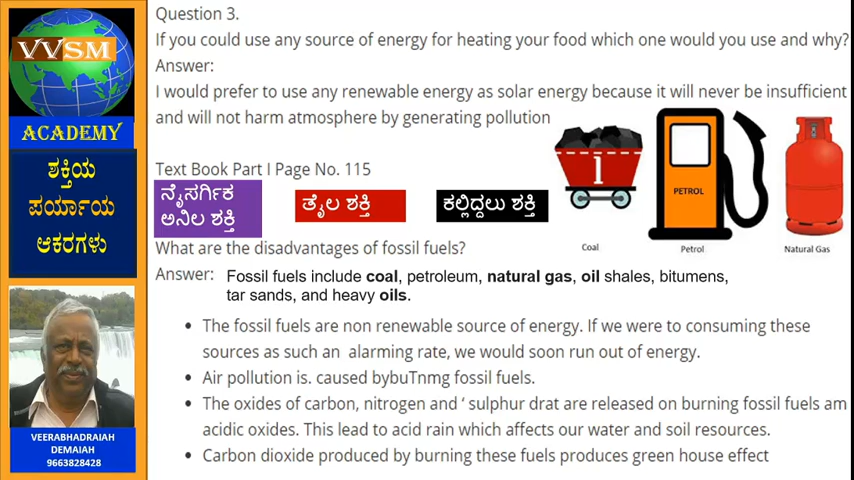 Question 3.
If you could use any source of energy for heating your food which one would you use and why?
Answer:
I would prefer to use any renewable energy as solar energy because it will never be insufficient
and will not harm atmosphere by generating pollution
Text Book Part I Page No. 115
ನೈಸರ್ಗಿಕ
ಅನಿಲ ಶಕ್ತಿ
ತೈಲ ಶಕ್ತಿ
ಕಲ್ಲಿದ್ದಲು ಶಕ್ತಿ
1
PETROL
Coal
Petrol
Natural Gas
What are the disadvantages of fossil fuels?
Answer: Fossil fuels include coal, petroleum, natural gas, oil shales, bitumens,
tar sands, and heavy oils.
• The fossil fuels are non renewable source of energy. If we were to consuming these
sources as such an alarming rate, we would soon run out of energy.
• Air pollution is. caused bybuTnmg fossil fuels.
• The oxides of carbon, nitrogen and ‘ sulphur drat are released on burning fossil fuels am
acidic oxides. This lead to acid rain which affects our water and soil resources.
• Carbon dioxide produced by burning these fuels produces green house effect
VVSM
ACADEMY
ಶಕ್ತಿಯ
ಪರ್ಯಾಯ
ಆಕರಗಳು
VEERABHADRAIAH
DEMAIAH
9663828428